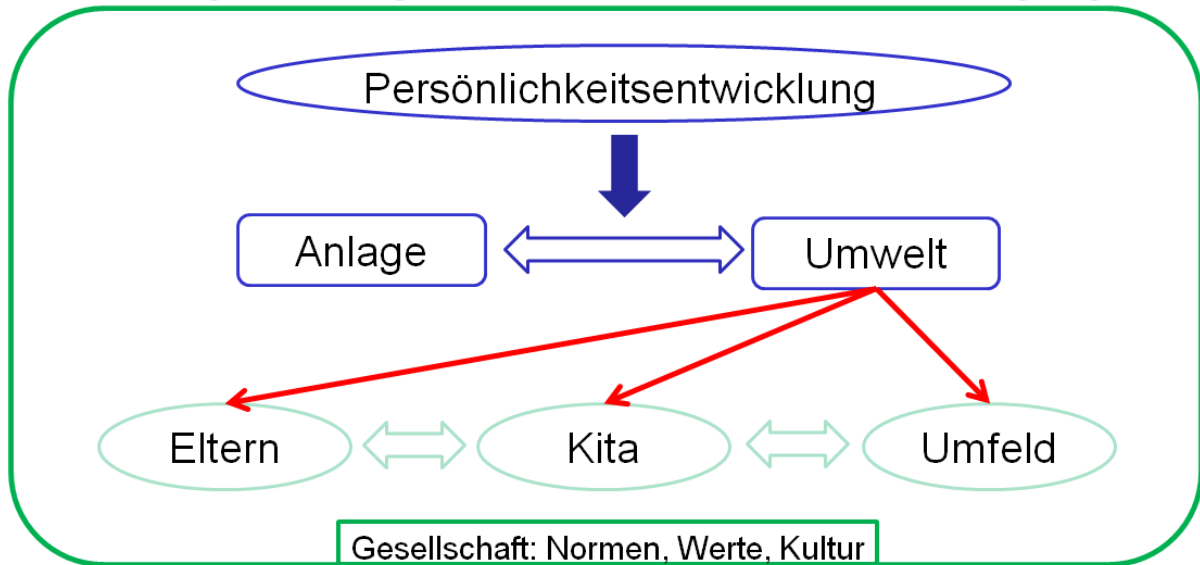 Persönlichkeitsentwicklung
Anlage
Umwelt
Eltern
Kita
Umfeld
Gesellschaft: Normen, Werte, Kultur